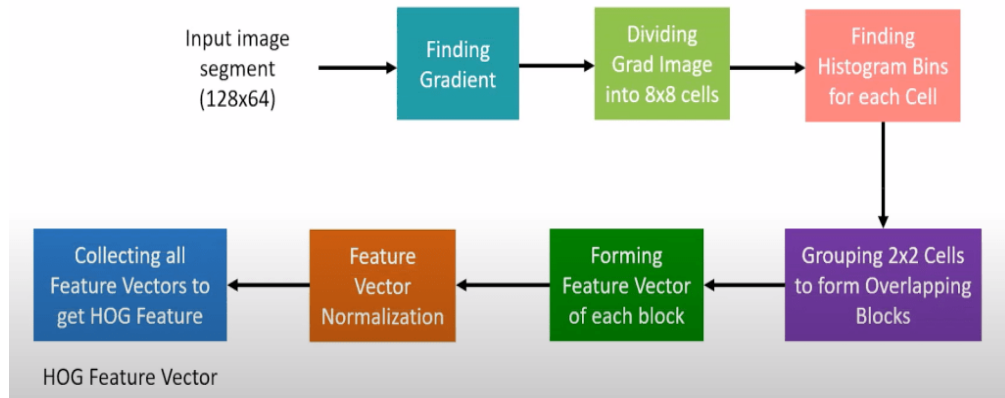 Input image
segment
(128x64)
Finding
Gradient
Dividing
Grad Image
into 8x8 cells
Finding
Histogram Bins
for each Cell
Grouping 2x2 Cells
to form Overlapping
Blocks
Forming
Feature Vector
of each block
Feature
Vector
Normalization
Collecting all
Feature Vectors to
get HOG Feature
HOG Feature Vector